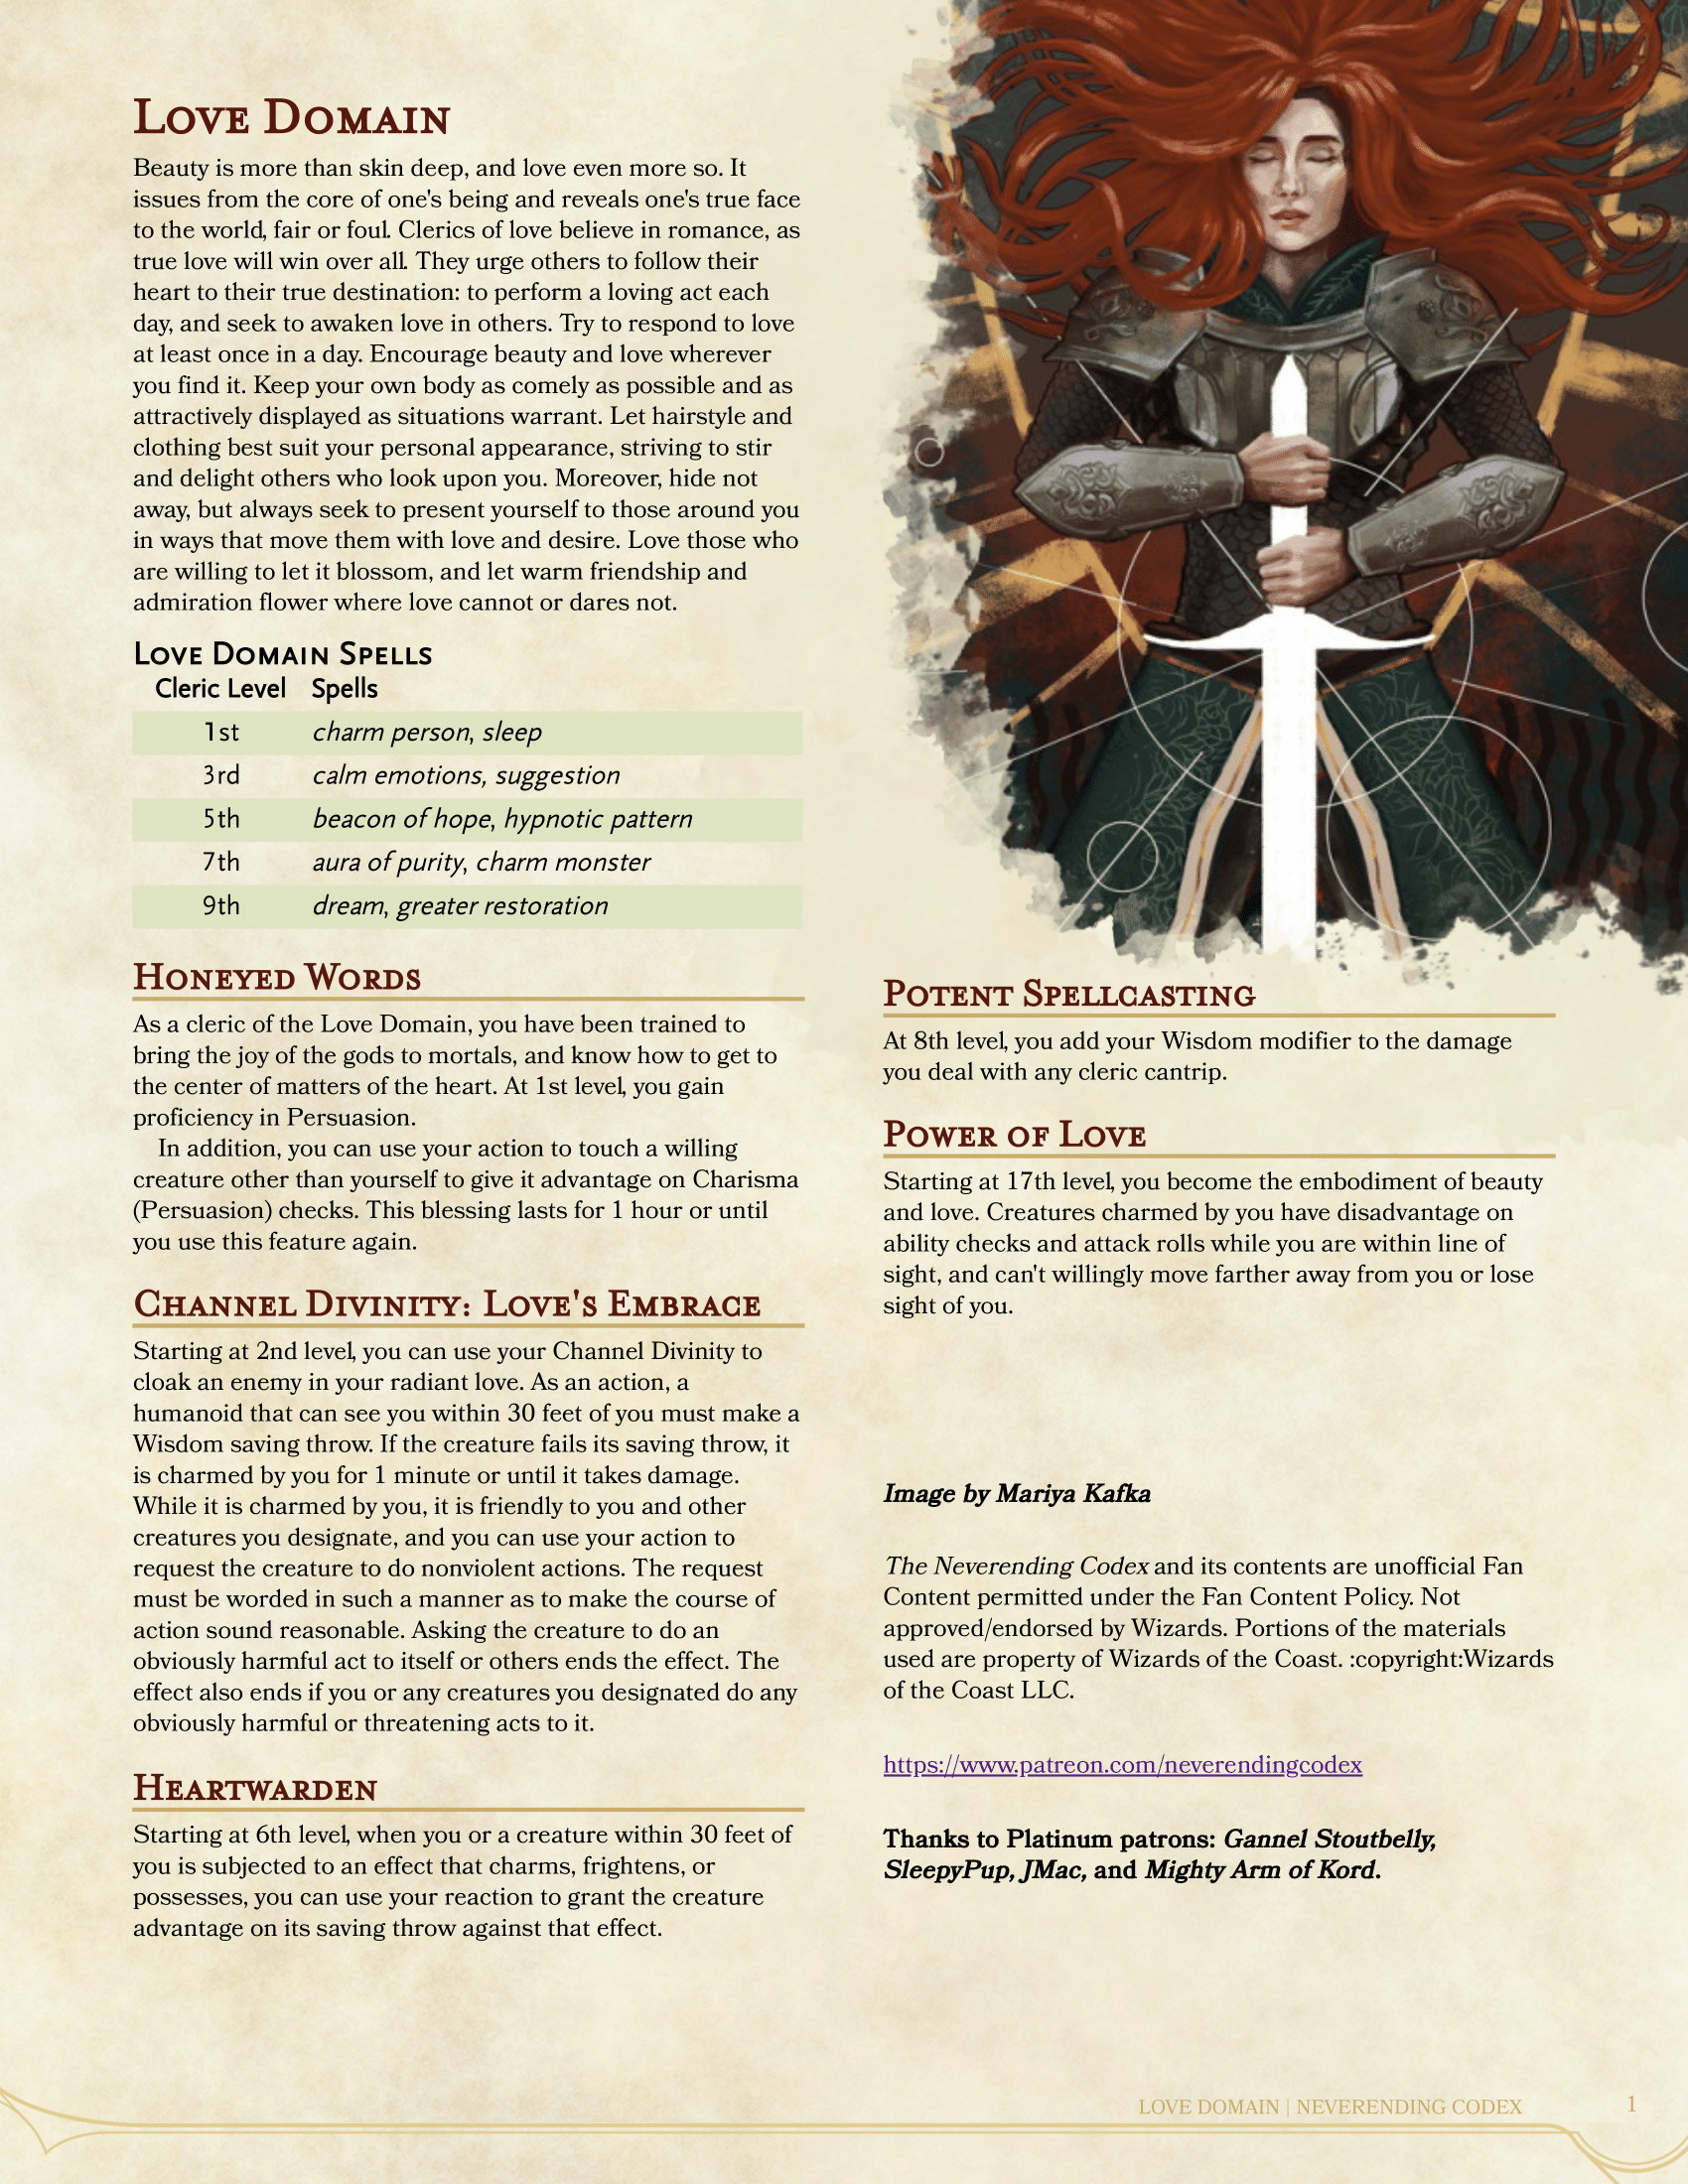 Love Domain
Beauty is more than skin deep, and love even more so. It
issues from the core of one's being and reveals one's true face
to the world, fair or foul. Clerics of love believe in romance, as
true love will win over all. They urge others to follow their
heart to their true destination: to perform a loving act each
day, and seek to awaken love in others. Try to respond to love
at least once in a day. Encourage beauty and love wherever
you find it. Keep your own body as comely as possible and as
attractively displayed as situations warrant. Let hairstyle and
clothing best suit your personal appearance, striving to stir
and delight others who look upon you. Moreover, hide not
away, but always seek to present yourself to those around you
in ways that move them with love and desire. Love those who
are willing to let it blossom, and let warm friendship and
admiration flower where love cannot or dares not.
Love Domain Spells
Cleric Level Spells
1st charm person, sleep
3rd calm emotions, suggestion
5th beacon of hope, hypnotic pattern
7th aura of purity, charm monster
9th dream, greater restoration
Honeyed Words
As a cleric of the Love Domain, you have been trained to
bring the joy of the gods to mortals, and know how to get to
the center of matters of the heart. At 1st level, you gain
proficiency in Persuasion.
In addition, you can use your action to touch a willing
creature other than yourself to give it advantage on Charisma
(Persuasion) checks. This blessing lasts for 1 hour or until
you use this feature again.
Channel Divinity: Love's Embrace
Starting at 2nd level, you can use your Channel Divinity to
cloak an enemy in your radiant love. As an action, a
humanoid that can see you within 30 feet of you must make a
Wisdom saving throw. If the creature fails its saving throw, it
is charmed by you for 1 minute or until it takes damage.
While it is charmed by you, it is friendly to you and other
creatures you designate, and you can use your action to
request the creature to do nonviolent actions. The request
must be worded in such a manner as to make the course of
action sound reasonable. Asking the creature to do an
obviously harmful act to itself or others ends the effect. The
effect also ends if you or any creatures you designated do any
obviously harmful or threatening acts to it.
Heartwarden
Starting at 6th level, when you or a creature within 30 feet of
you is subjected to an effect that charms, frightens, or
possesses, you can use your reaction to grant the creature
advantage on its saving throw against that effect.
Potent Spellcasting
At 8th level, you add your Wisdom modifier to the damage
you deal with any cleric cantrip.
Power of Love
Starting at 17th level, you become the embodiment of beauty
and love. Creatures charmed by you have disadvantage on
ability checks and attack rolls while you are within line of
sight, and can't willingly move farther away from you or lose
sight of you.
Image by Mariya Kafka
The Neverending Codex and its contents are unofficial Fan
Content permitted under the Fan Content Policy. Not
approved/endorsed by Wizards. Portions of the materials
used are property of Wizards of the Coast. :copyright:Wizards
of the Coast LLC.
https://www.patreon.com/neverendingcodex
Thanks to Platinum patrons: Gannel Stoutbelly,
SleepyPup, JMac, and Mighty Arm of Kord.
LOVE DOMAIN | NEVERENDING CODEX 1